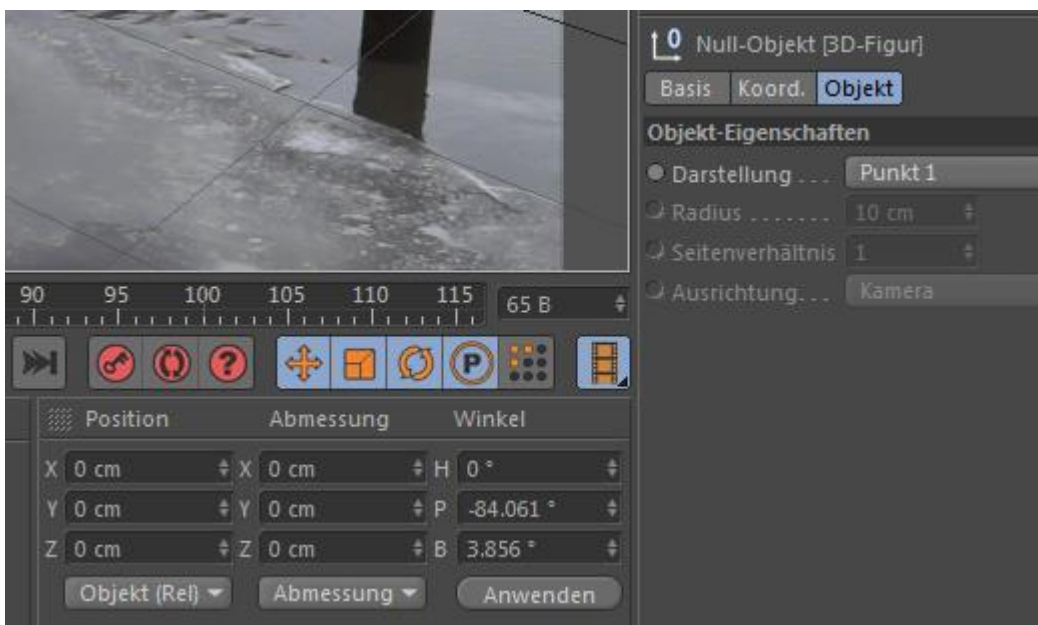 0 Null-Objekt [3D-Figur]
Basis Koord. Objekt
Objekt-Eigenschaften
Darstellung . . . . Punkt 1
Radius . . . . . . . 10 cm
Seitenverhältnis 1
Ausrichtung. . . Kamera
90 95 100 105 110 115 65 B
? P
Position Abmessung Winkel
X 0 cm X 0 cm H 0 °
Y 0 cm Y 0 cm P -84.061 °
Z 0 cm Z 0 cm B 3.856 °
Objekt (Rel) Abmessung Anwenden